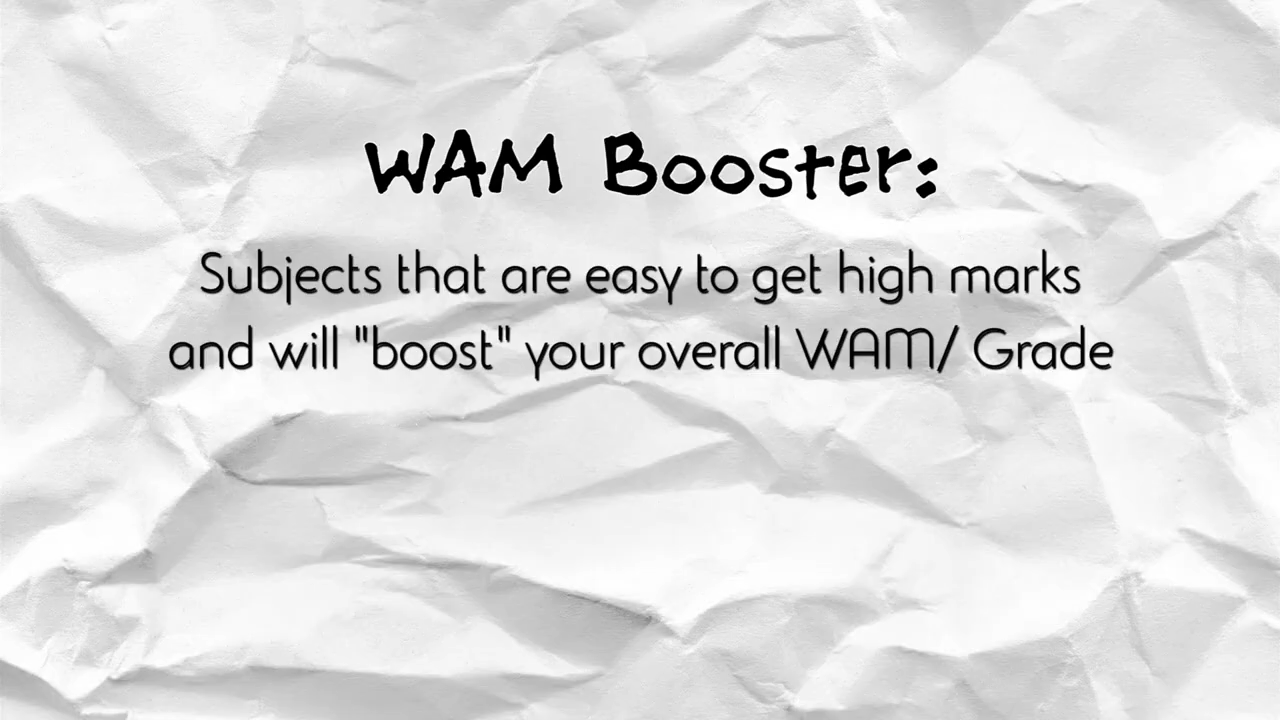 WAM Booster:
Subjects that are easy to get high marks
and will "boost" your overall WAM/ Grade